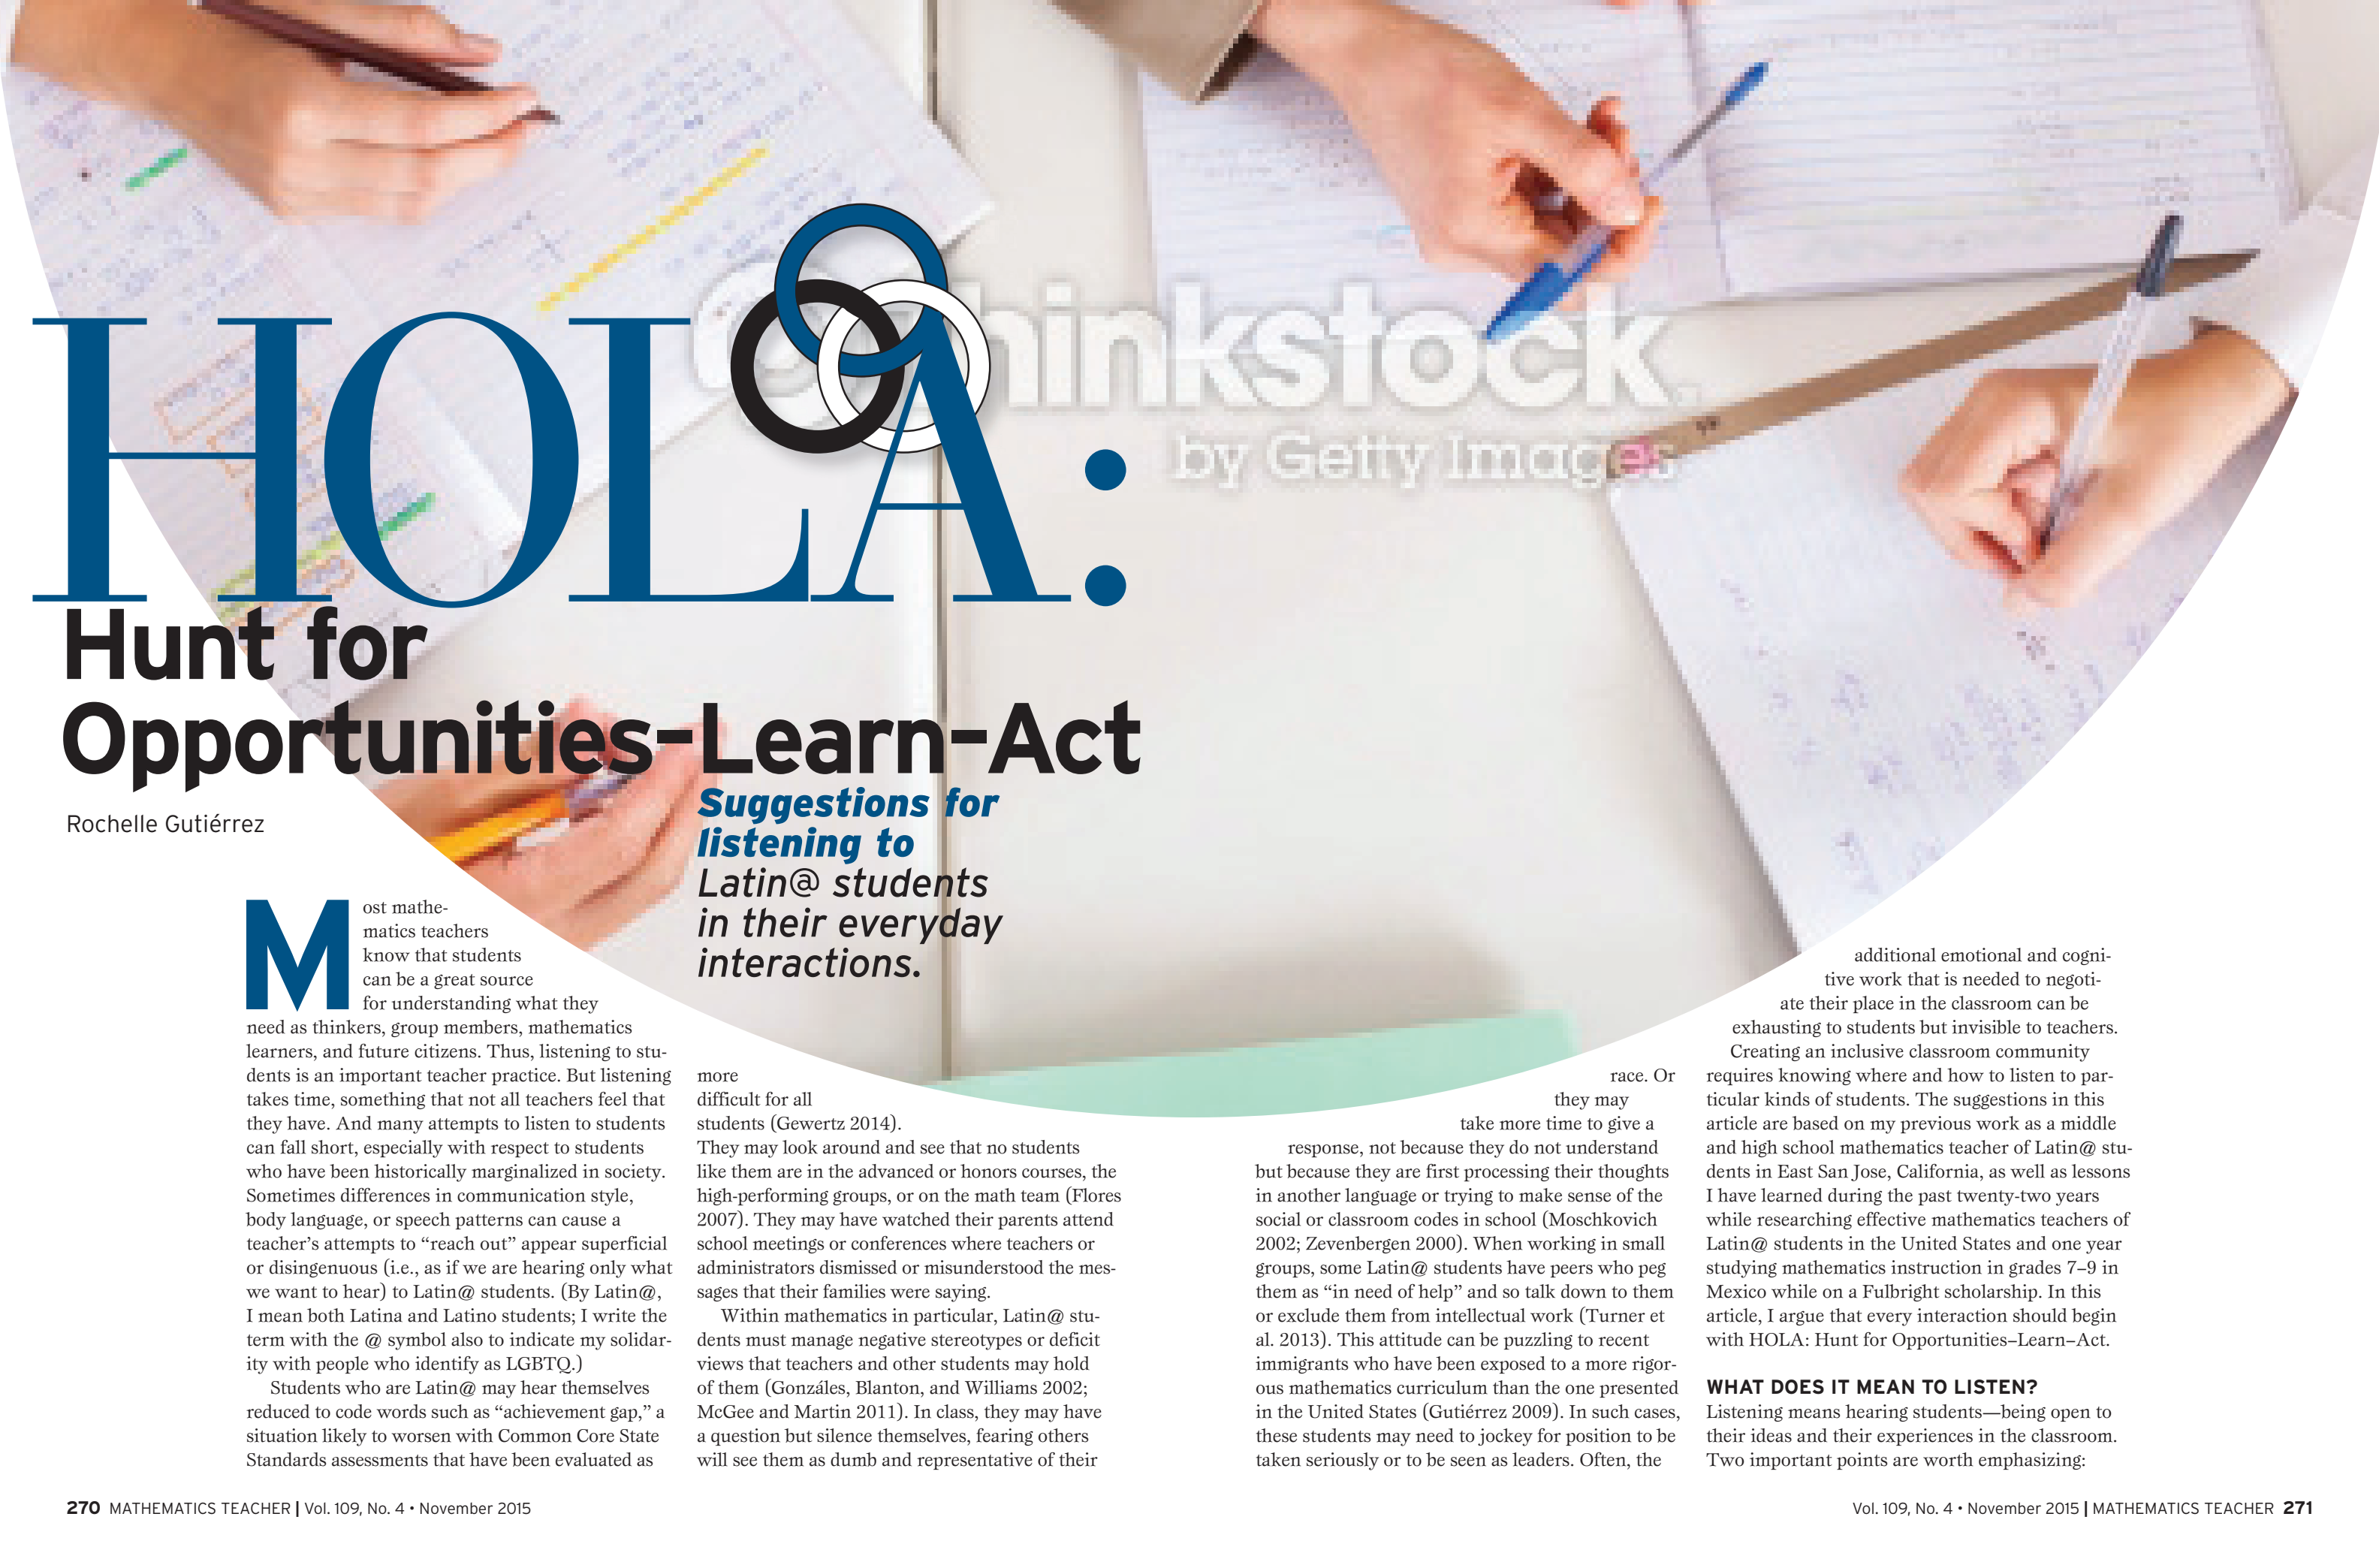 HOLA:
Hunt for
Opportunities–Learn–Act
Rochelle Gutiérrez
Suggestions for
listening to
Latin@ students
in their everyday
interactions.
Thinkstock
by Getty Images
Most mathe-
matics teachers
know that students
can be a great source
for understanding what they
need as thinkers, group members, mathematics
learners, and future citizens. Thus, listening to stu-
dents is an important teacher practice. But listening
takes time, something that not all teachers feel that
they have. And many attempts to listen to students
can fall short, especially with respect to students
who have been historically marginalized in society.
Sometimes differences in communication style,
body language, or speech patterns can cause a
teacher’s attempts to “reach out” appear superficial
or disingenuous (i.e., as if we are hearing only what
we want to hear) to Latin@ students. (By Latin@,
I mean both Latina and Latino students; I write the
term with the @ symbol also to indicate my solidar-
ity with people who identify as LGBTQ.)
Students who are Latin@ may hear themselves
reduced to code words such as “achievement gap,” a
situation likely to worsen with Common Core State
Standards assessments that have been evaluated as
more
difficult for all
students (Gewertz 2014).
They may look around and see that no students
like them are in the advanced or honors courses, the
high-performing groups, or on the math team (Flores
2007). They may have watched their parents attend
school meetings or conferences where teachers or
administrators dismissed or misunderstood the mes-
sages that their families were saying.
Within mathematics in particular, Latin@ stu-
dents must manage negative stereotypes or deficit
views that teachers and other students may hold
of them (Gonzáles, Blanton, and Williams 2002;
McGee and Martin 2011). In class, they may have
a question but silence themselves, fearing others
will see them as dumb and representative of their
race. Or
they may
take more time to give a
response, not because they do not understand
but because they are first processing their thoughts
in another language or trying to make sense of the
social or classroom codes in school (Moschkovich
2002; Zevenbergen 2000). When working in small
groups, some Latin@ students have peers who peg
them as “in need of help” and so talk down to them
or exclude them from intellectual work (Turner et
al. 2013). This attitude can be puzzling to recent
immigrants who have been exposed to a more rigor-
ous mathematics curriculum than the one presented
in the United States (Gutiérrez 2009). In such cases,
these students may need to jockey for position to be
taken seriously or to be seen as leaders. Often, the
additional emotional and cogni-
tive work that is needed to negoti-
ate their place in the classroom can be
exhausting to students but invisible to teachers.
Creating an inclusive classroom community
requires knowing where and how to listen to par-
ticular kinds of students. The suggestions in this
article are based on my previous work as a middle
and high school mathematics teacher of Latin@ stu-
dents in East San Jose, California, as well as lessons
I have learned during the past twenty-two years
while researching effective mathematics teachers of
Latin@ students in the United States and one year
studying mathematics instruction in grades 7–9 in
Mexico while on a Fulbright scholarship. In this
article, I argue that every interaction should begin
with HOLA: Hunt for Opportunities–Learn–Act.
WHAT DOES IT MEAN TO LISTEN?
Listening means hearing students—being open to
their ideas and their experiences in the classroom.
Two important points are worth emphasizing:
270 MATHEMATICS TEACHER | Vol. 109, No. 4 • November 2015
Vol. 109, No. 4 • November 2015 | MATHEMATICS TEACHER 271